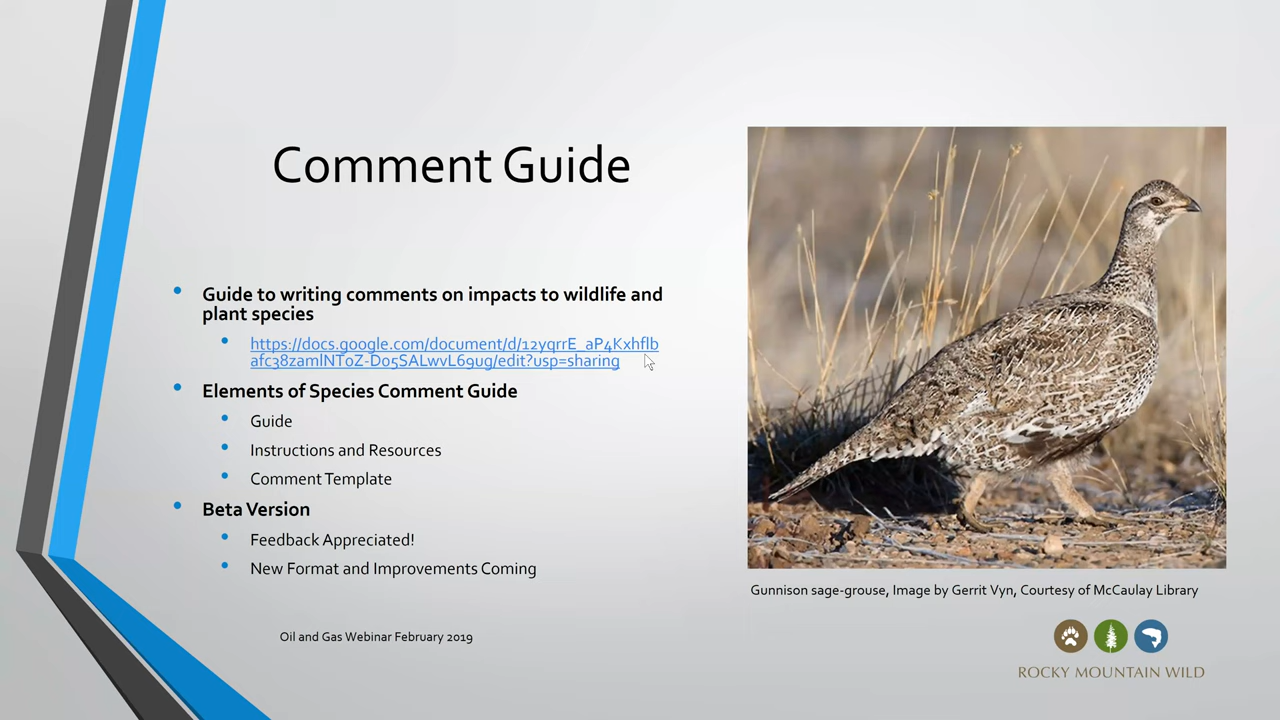 Comment Guide
Guide to writing comments on impacts to wildlife and
plant species
https://docs.google.com/document/d/12yqrrE_aP4Kxhflb
afc38zamlNToZ-Do5SALwvL69ug/edit?usp=sharing
Elements of Species Comment Guide
Guide
Instructions and Resources
Comment Template
Beta Version
Feedback Appreciated!
New Format and Improvements Coming
Oil and Gas Webinar February 2019
Gunnison sage-grouse, Image by Gerrit Vyn, Courtesy of McCaulay Library
ROCKY MOUNTAIN WILD